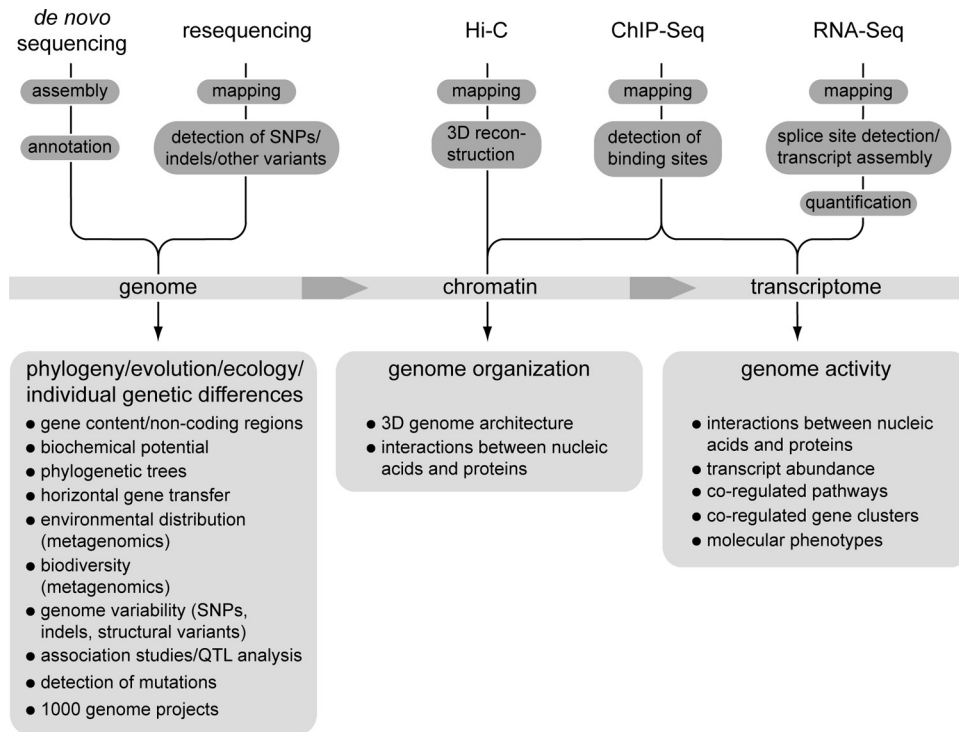 de novo
sequencing
assembly
annotation
resequencing
mapping
detection of SNPs/
indels/other variants
Hi-C
mapping
3D recon-
struction
ChIP-Seq
mapping
detection of
binding sites
RNA-Seq
mapping
splice site detection/
transcript assembly
quantification
genome
chromatin
transcriptome
phylogeny/evolution/ecology/
individual genetic differences
● gene content/non-coding regions
● biochemical potential
● phylogenetic trees
● horizontal gene transfer
● environmental distribution
(metagenomics)
● biodiversity
(metagenomics)
● genome variability (SNPs,
indels, structural variants)
● association studies/QTL analysis
● detection of mutations
● 1000 genome projects
genome organization
● 3D genome architecture
● interactions between nucleic
acids and proteins
genome activity
● interactions between nucleic
acids and proteins
● transcript abundance
● co-regulated pathways
● co-regulated gene clusters
● molecular phenotypes